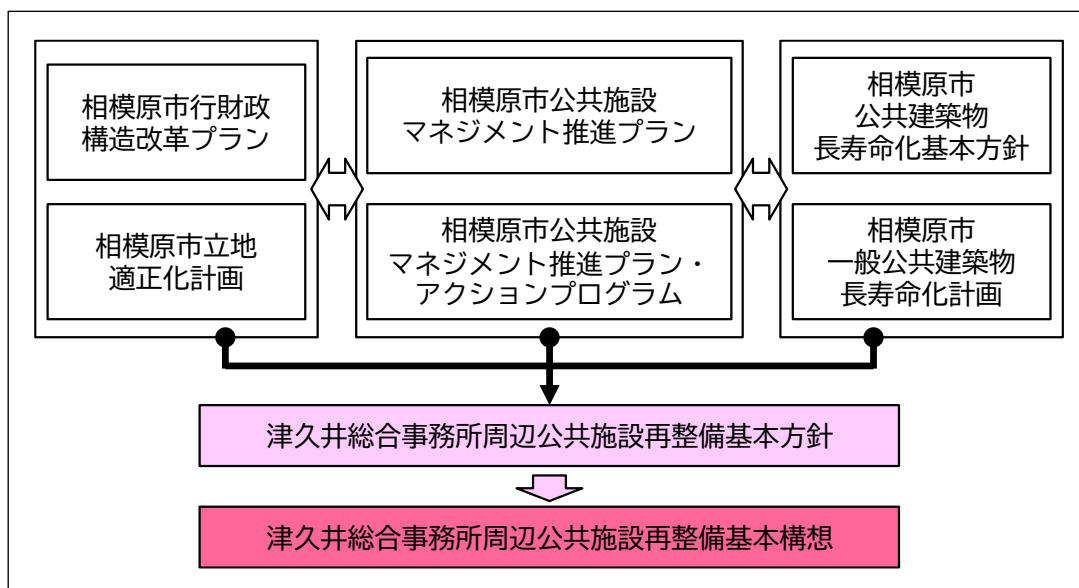 相模原市行財政
構造改革プラン
相模原市立地
適正化計画
相模原市公共施設
マネジメント推進プラン
相模原市公共施設
マネジメント推進プラン・
アクションプログラム
相模原市
公共建築物
長寿命化基本方針
相模原市
一般公共建築物
長寿命化計画
津久井総合事務所周辺公共施設再整備基本方針
津久井総合事務所周辺公共施設再整備基本構想